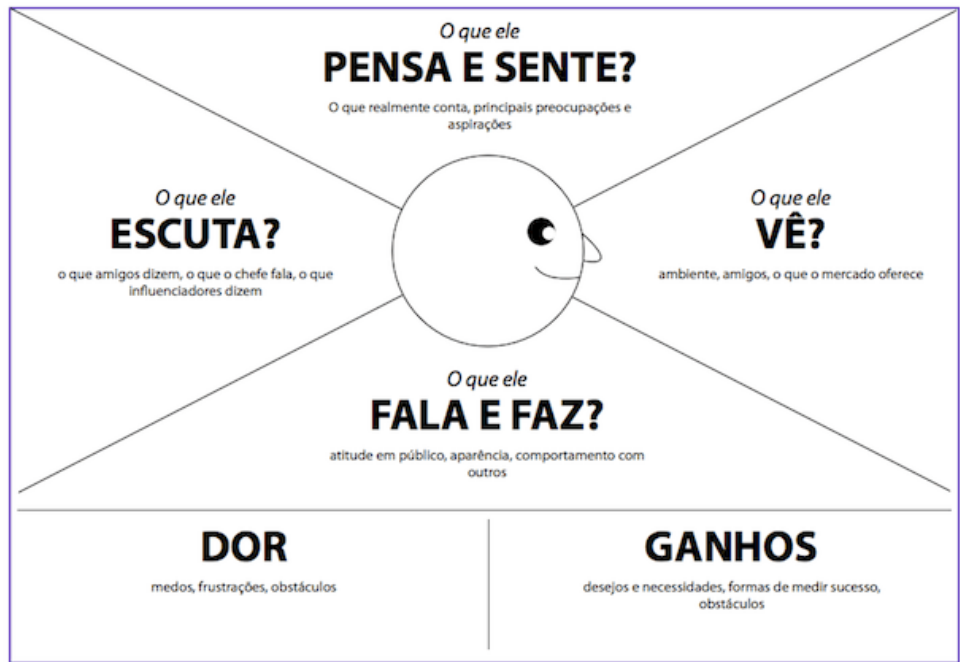 O que ele
PENSA E SENTE?
O que realmente conta, principais preocupações e
aspirações
O que ele
ESCUTA?
o que amigos dizem, o que o chefe fala, o que
influenciadores dizem
O que ele
VÊ?
ambiente, amigos, o que o mercado oferece
O que ele
FALA E FAZ?
atitude em público, aparência, comportamento com
outros
DOR
medos, frustrações, obstáculos
GANHOS
desejos e necessidades, formas de medir sucesso,
obstáculos